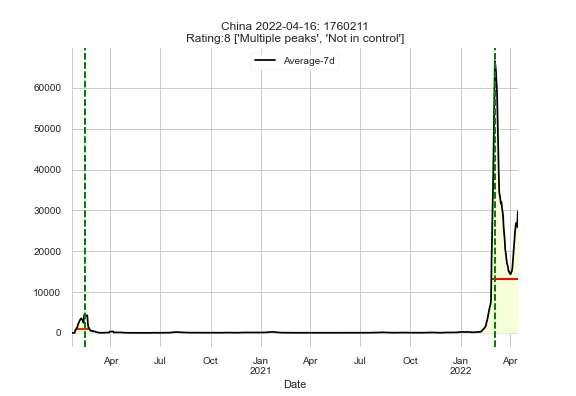 China 2022-04-16: 1760211
Rating:8 ['Multiple peaks', 'Not in control']
Average-7d
60000
50000
40000
30000
20000
10000
0
Apr Jul Oct Jan Apr Jul Oct Jan Apr
2021 2022
Date